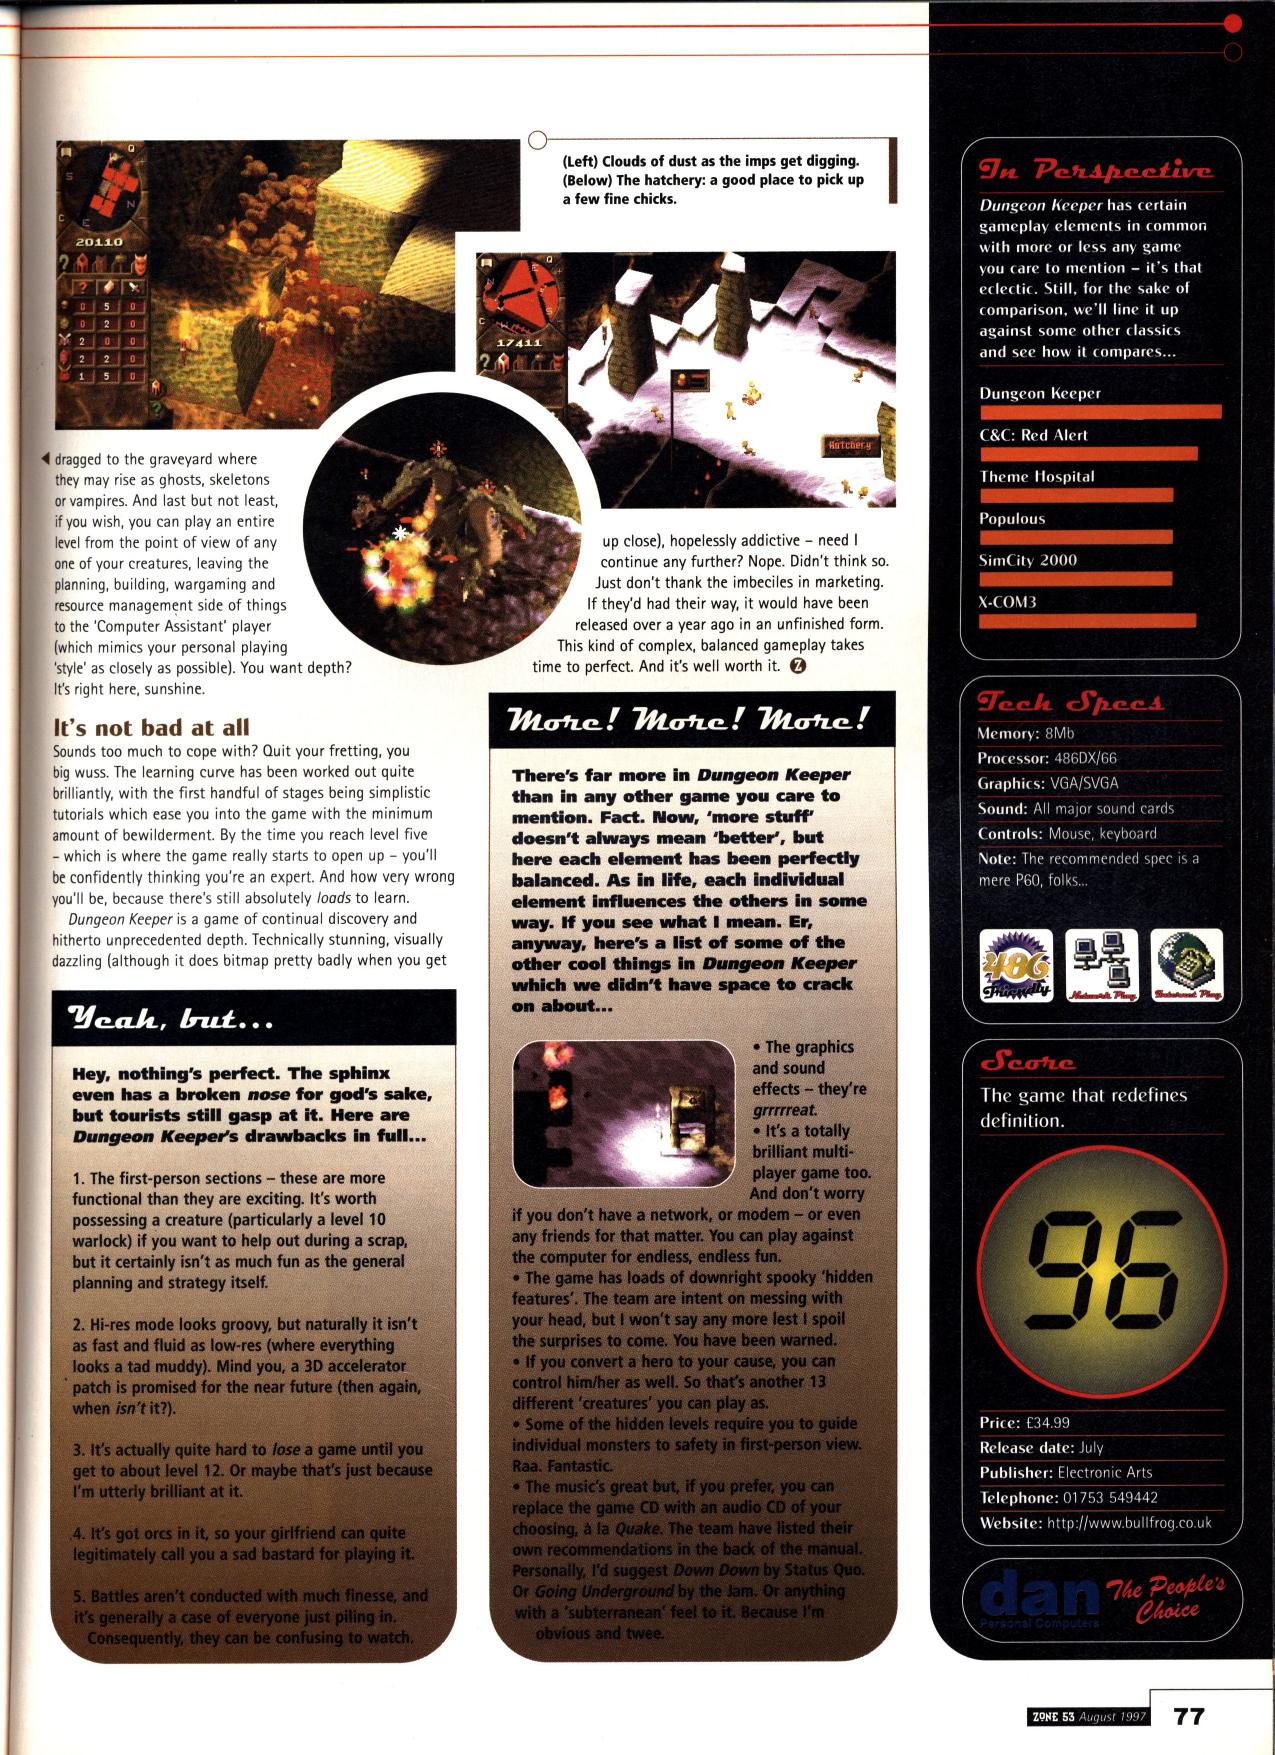 (Left) Clouds of dust as the imps get digging.
(Below) The hatchery: a good place to pick up
a few fine chicks.
20110
17411
Hatchery
dragged to the graveyard where
they may rise as ghosts, skeletons
or vampires. And last but not least,
if you wish, you can play an entire
level from the point of view of any
one of your creatures, leaving the
planning, building, wargaming and
resource management side of things
to the 'Computer Assistant' player
(which mimics your personal playing
'style' as closely as possible). You want depth?
It's right here, sunshine.
It's not bad at all
Sounds too much to cope with? Quit your fretting, you
big wuss. The learning curve has been worked out quite
brilliantly, with the first handful of stages being simplistic
tutorials which ease you into the game with the minimum
amount of bewilderment. By the time you reach level five
– which is where the game really starts to open up – you'll
be confidently thinking you're an expert. And how very wrong
you'll be, because there's still absolutely loads to learn.
Dungeon Keeper is a game of continual discovery and
hitherto unprecedented depth. Technically stunning, visually
dazzling (although it does bitmap pretty badly when you get
up close), hopelessly addictive – need I
continue any further? Nope. Didn't think so.
Just don't thank the imbeciles in marketing.
If they'd had their way, it would have been
released over a year ago in an unfinished form.
This kind of complex, balanced gameplay takes
time to perfect. And it's well worth it. Z
Yeah, but...
Hey, nothing's perfect. The sphinx
even has a broken nose for god's sake,
but tourists still gasp at it. Here are
Dungeon Keeper's drawbacks in full...
1. The first-person sections – these are more
functional than they are exciting. It's worth
possessing a creature (particularly a level 10
warlock) if you want to help out during a scrap,
but it certainly isn't as much fun as the general
planning and strategy itself.
2. Hi-res mode looks groovy, but naturally it isn't
as fast and fluid as low-res (where everything
looks a tad muddy). Mind you, a 3D accelerator
patch is promised for the near future (then again,
when isn't it?).
3. It's actually quite hard to lose a game until you
get to about level 12. Or maybe that's just because
I'm utterly brilliant at it.
4. It's got orcs in it, so your girlfriend can quite
legitimately call you a sad bastard for playing it.
5. Battles aren't conducted with much finesse, and
it's generally a case of everyone just piling in.
Consequently, they can be confusing to watch.
More! More! More!
There's far more in Dungeon Keeper
than in any other game you care to
mention. Fact. Now, 'more stuff'
doesn't always mean 'better', but
here each element has been perfectly
balanced. As in life, each individual
element influences the others in some
way. If you see what I mean. Er,
anyway, here's a list of some of the
other cool things in Dungeon Keeper
which we didn't have space to crack
on about...
• The graphics
and sound
effects – they're
grrrrreat.
• It's a totally
brilliant multi-
player game too.
And don't worry
if you don't have a network, or modem – or even
any friends for that matter. You can play against
the computer for endless, endless fun.
• The game has loads of downright spooky 'hidden
features'. The team are intent on messing with
your head, but I won't say any more lest I spoil
the surprises to come. You have been warned.
• If you convert a hero to your cause, you can
control him/her as well. So that's another 13
different 'creatures' you can play as.
• Some of the hidden levels require you to guide
individual monsters to safety in first-person view.
Raa. Fantastic.
• The music's great but, if you prefer, you can
replace the game CD with an audio CD of your
choosing, à la Quake. The team have listed their
own recommendations in the back of the manual.
Personally, I'd suggest Down Down by Status Quo.
Or Going Underground by the Jam. Or anything
with a 'subterranean' feel to it. Because I'm
obvious and twee.
In Perspective
Dungeon Keeper has certain
gameplay elements in common
with more or less any game
you care to mention – it's that
eclectic. Still, for the sake of
comparison, we'll line it up
against some other classics
and see how it compares...
Dungeon Keeper
C&C: Red Alert
Theme Hospital
Populous
SimCity 2000
X-COM3
Tech Specs
Memory: 8Mb
Processor: 486DX/66
Graphics: VGA/SVGA
Sound: All major sound cards
Controls: Mouse, keyboard
Note: The recommended spec is a
mere P60, folks...
486
Friendly
Network Play
Internet Play
Score
The game that redefines
definition.
96
Price: £34.99
Release date: July
Publisher: Electronic Arts
Telephone: 01753 549442
Website: http://www.bullfrog.co.uk
dan
Personal Computers
The People's
Choice
ZONE 53 August 1997 77